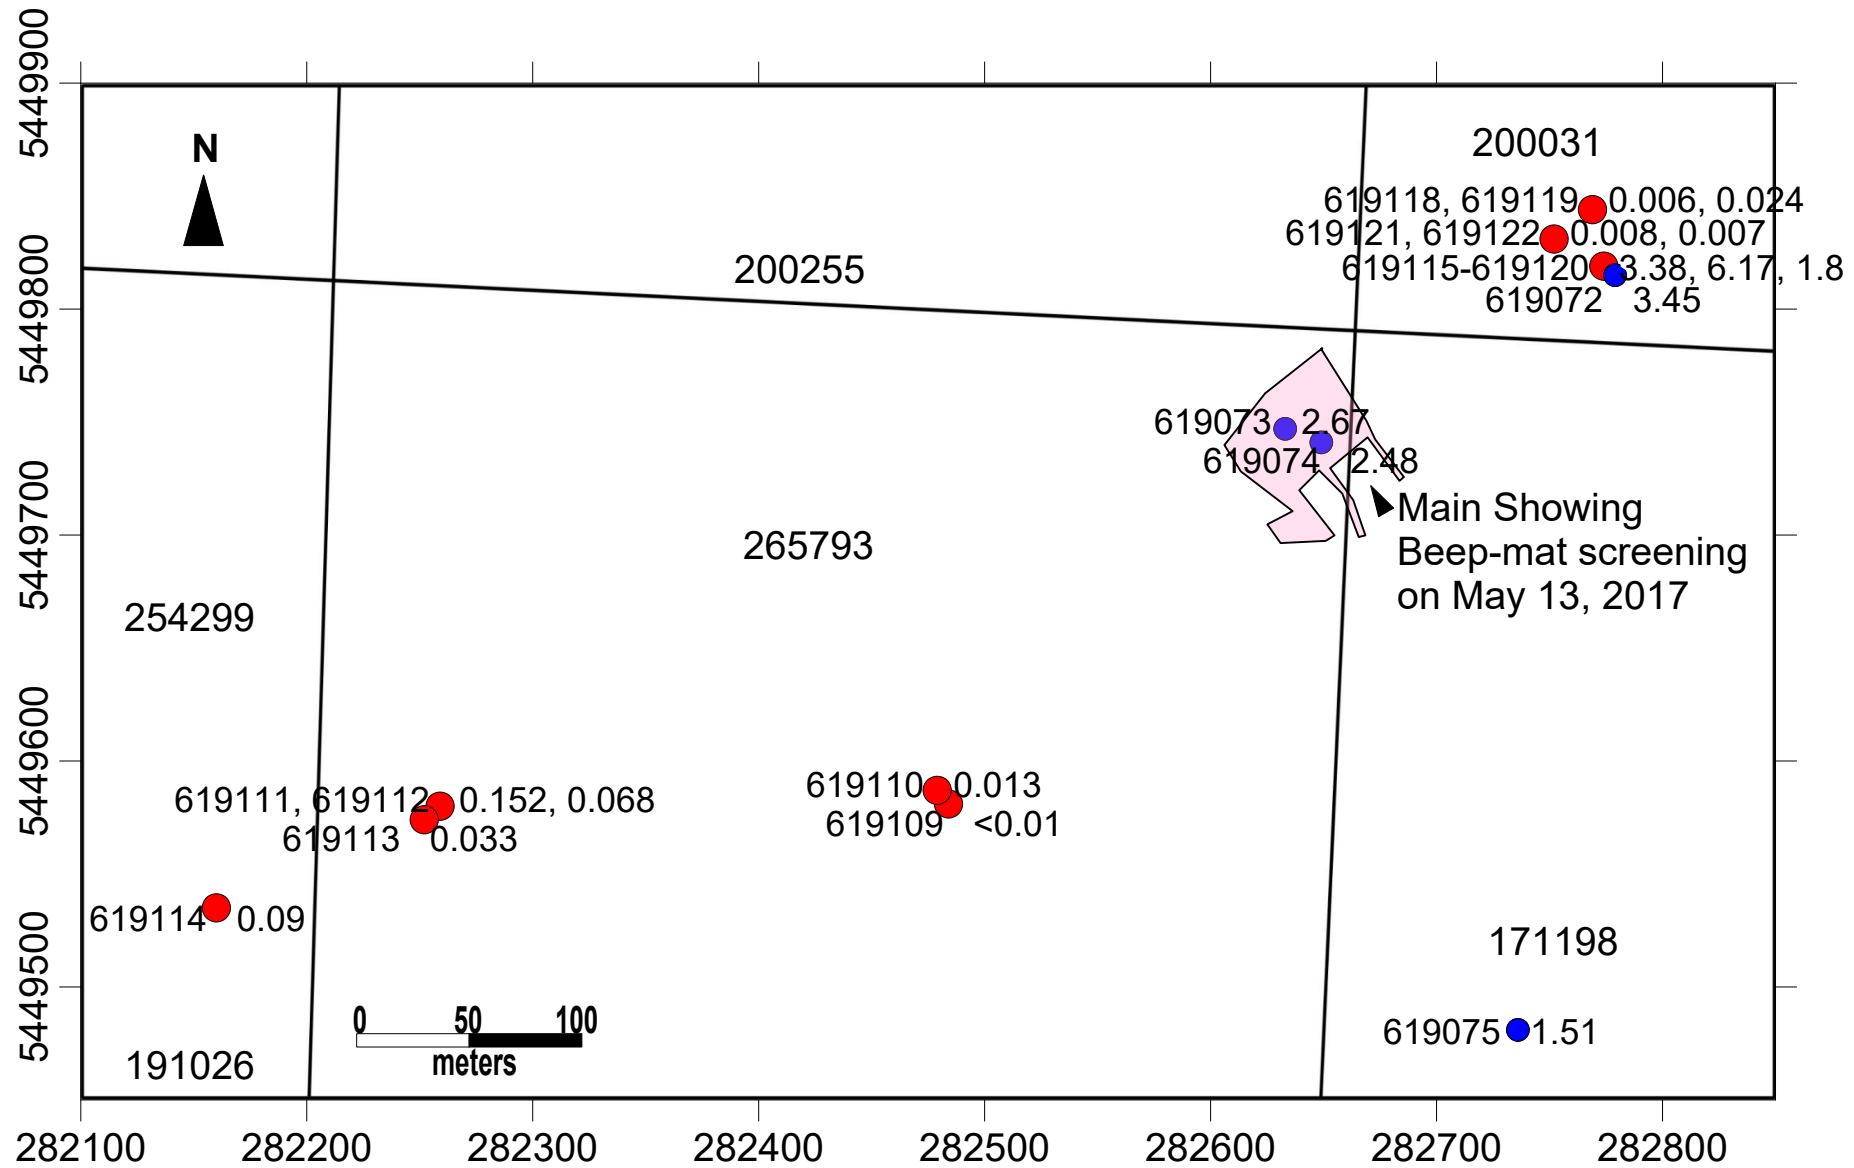 5449900
5449800
5449700
5449600
5449500
N
200031
619118, 619119 0.006, 0.024
619121, 619122 0.008, 0.007
200255
619115-619120 3.38, 6.17, 1.8
619072 3.45
619073 2.67
619074 2.48
Main Showing
Beep-mat screening
on May 13, 2017
265793
254299
619110 0.013
619109 <0.01
619111, 619112 0.152, 0.068
619113 0.033
619114 0.09
171198
619075 1.51
0 50 100
meters
191026
282100 282200 282300 282400 282500 282600 282700 282800